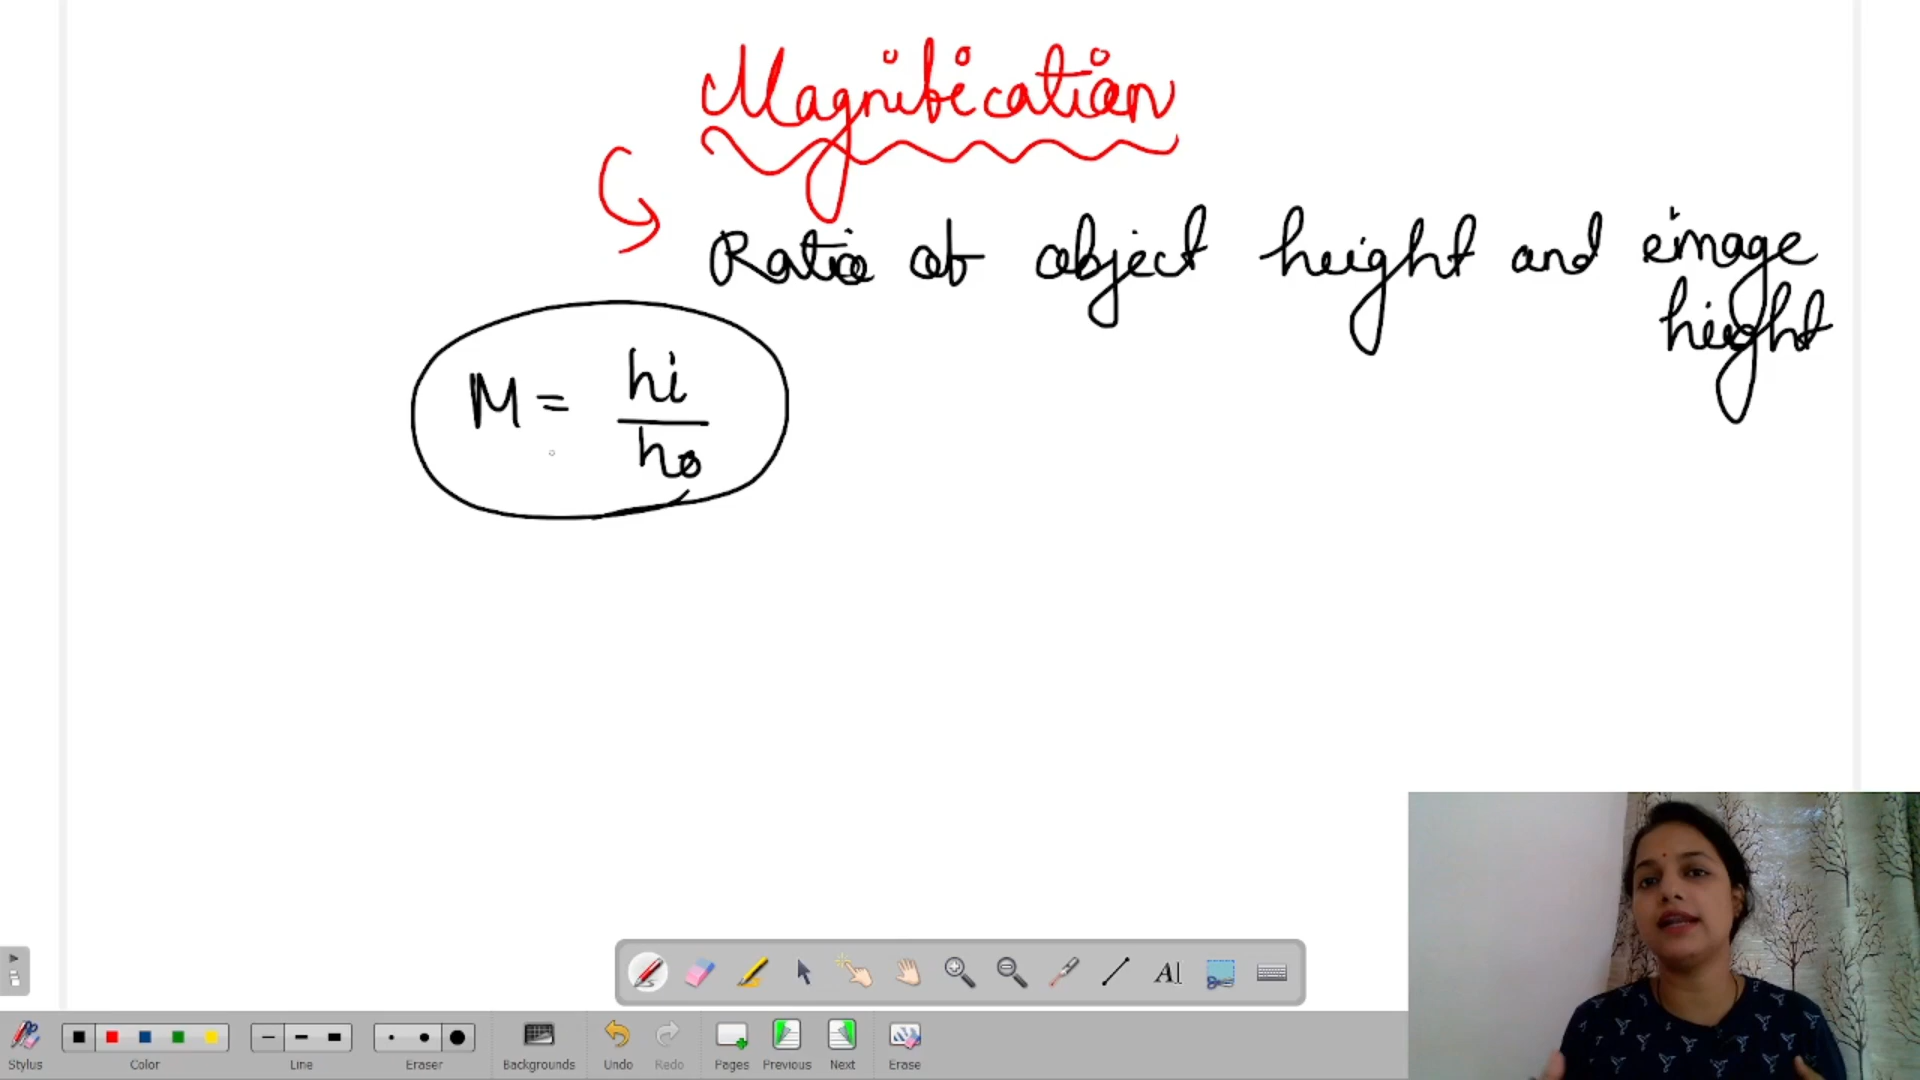 Magnification
Ratio of object height and image
height
M = hi
ho
AI
Stylus
Color
Line
Eraser
Backgrounds
Undo
Redo
Pages
Previous
Next
Erase